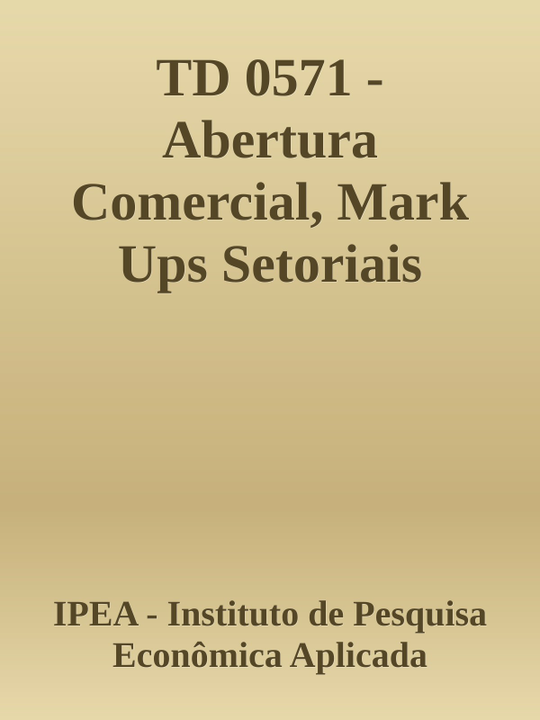 TD 0571 -
Abertura
Comercial, Mark
Ups Setoriais
IPEA - Instituto de Pesquisa
Econômica Aplicada